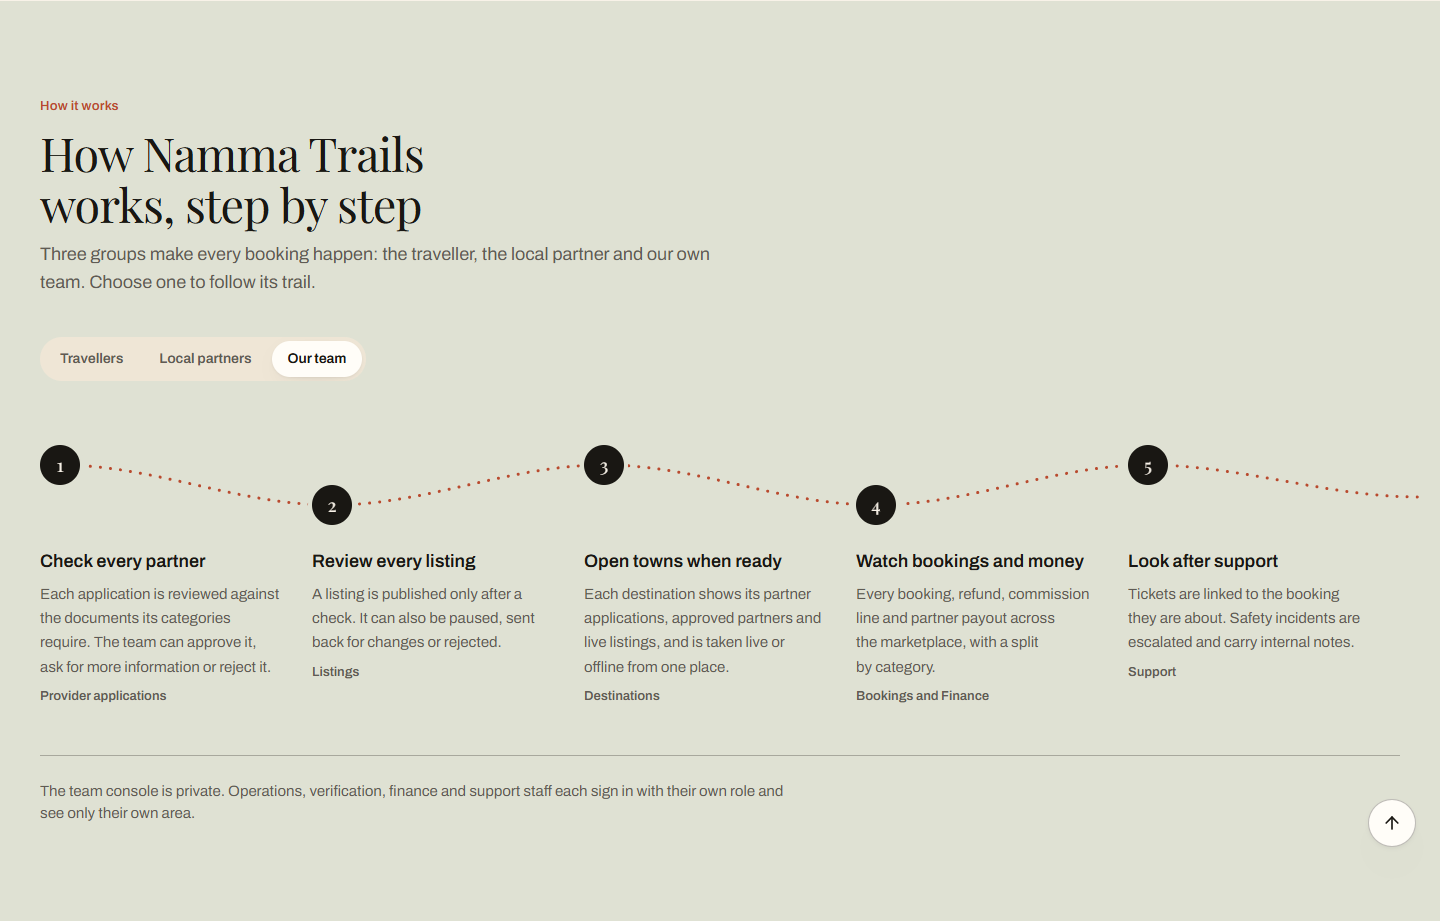 How it works
How Namma Trails
works, step by step
Three groups make every booking happen: the traveller, the local partner and our own
team. Choose one to follow its trail.
Travellers
Local partners
Our team
1
2
3
4
5
Check every partner
Each application is reviewed against
the documents its categories
require. The team can approve it,
ask for more information or reject it.
Provider applications
Review every listing
A listing is published only after a
check. It can also be paused, sent
back for changes or rejected.
Listings
Open towns when ready
Each destination shows its partner
applications, approved partners and
live listings, and is taken live or
offline from one place.
Destinations
Watch bookings and money
Every booking, refund, commission
line and partner payout across
the marketplace, with a split
by category.
Bookings and Finance
Look after support
Tickets are linked to the booking
they are about. Safety incidents are
escalated and carry internal notes.
Support
The team console is private. Operations, verification, finance and support staff each sign in with their own role and
see only their own area.